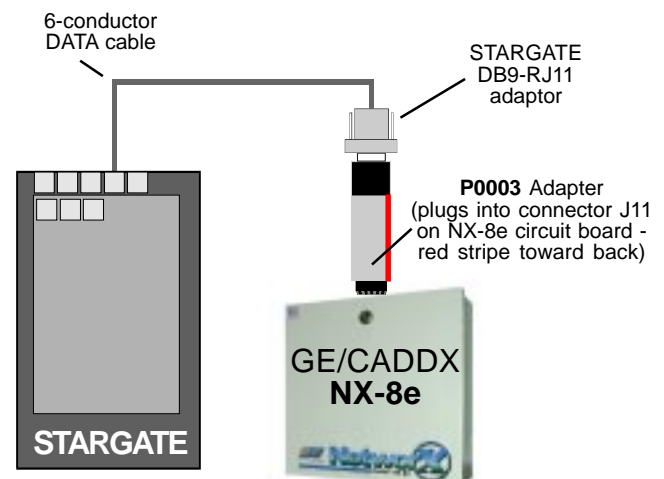 6-conductor
DATA cable
STARGATE
DB9-RJ11
adaptor
P0003 Adapter
(plugs into connector J11
on NX-8e circuit board -
red stripe toward back)
GE/CADDX
NX-8e
STARGATE
NetworX